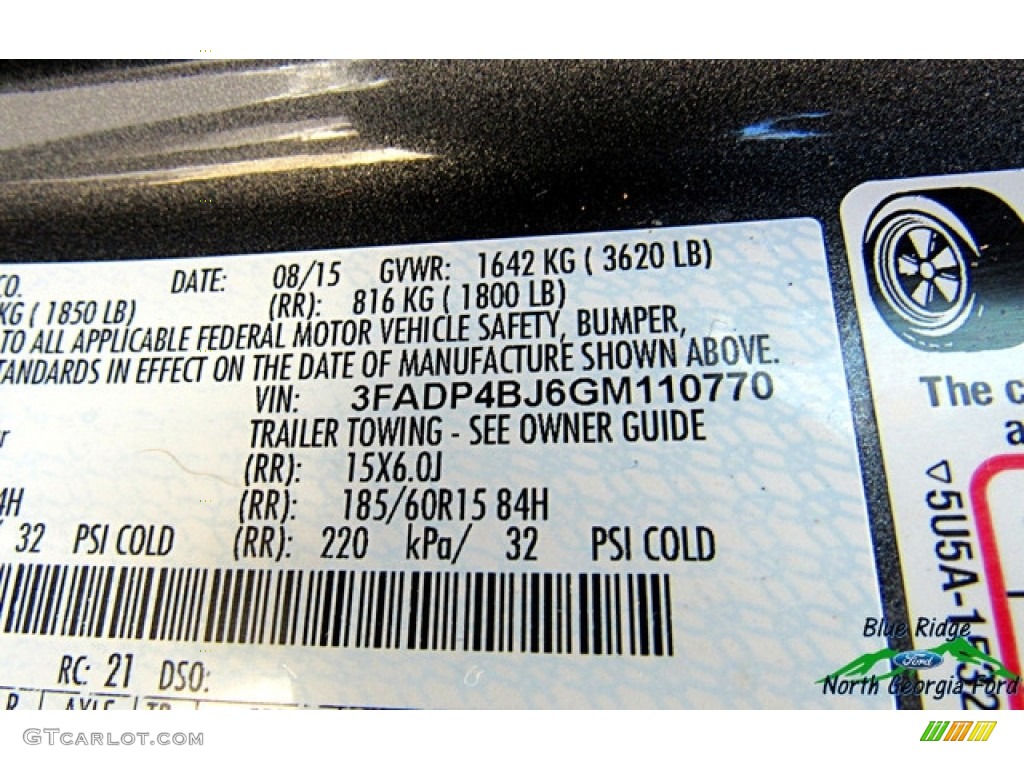 CO. DATE: 08/15 GVWR: 1642 KG ( 3620 LB)
KG ( 1850 LB) (RR): 816 KG ( 1800 LB)
TO ALL APPLICABLE FEDERAL MOTOR VEHICLE SAFETY, BUMPER,
TANDARDS IN EFFECT ON THE DATE OF MANUFACTURE SHOWN ABOVE.
VIN: 3FADP4BJ6GM110770
TRAILER TOWING - SEE OWNER GUIDE
(RR): 15X6.0J
4H (RR): 185/60R15 84H
/ 32 PSI COLD (RR): 220 kPa/ 32 PSI COLD
RC: 21 DSO:
AXLE
The c
a
5U5A-1532
Blue Ridge
Ford
North Georgia Ford
GTCARLOT.COM